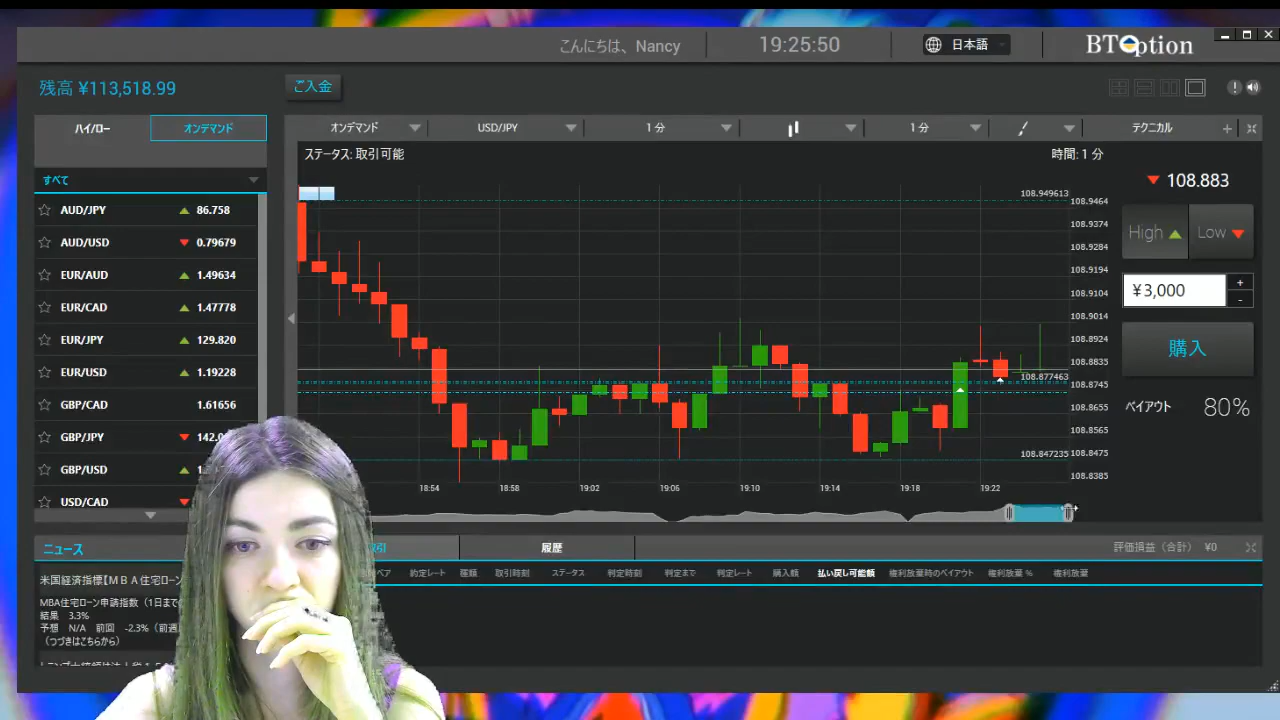 こんにちは、Nancy
19:25:50
日本語
BTOption
残高 ¥113,518.99
ご入金
ハイ/ロー
オンデマンド
オンデマンド
USD/JPY
1 分
1 分
テクニカル
ステータス: 取引可能
時間: 1 分
すべて
AUD/JPY 86.758
AUD/USD 0.79679
EUR/AUD 1.49634
EUR/CAD 1.47778
EUR/JPY 129.820
EUR/USD 1.19228
GBP/CAD 1.61656
GBP/JPY
GBP/USD
USD/CAD
108.949613
108.9464
108.9374
108.9284
108.9194
108.9104
108.9014
108.8924
108.8835
108.877463
108.8745
108.8655
108.8565
108.847235
108.8475
108.8385
18:54
18:58
19:02
19:06
19:10
19:14
19:18
19:22
108.883
High
Low
¥3,000
+
-
購入
ペイアウト 80%
ニュース
履歴
評価損益（合計） ¥0
約定レート 種類 取引時刻 ステータス 判定時刻 判定まで 判定レート 購入額 払い戻し可能額 権利放棄時のペイアウト 権利放棄 % 権利放棄
米国経済指標【ＭＢＡ住宅ローン
MBA住宅ローン申請指数（1日までの
結果 3.3%
予想 N/A 前回 -2.3%（前週
（つづきはこちらから）